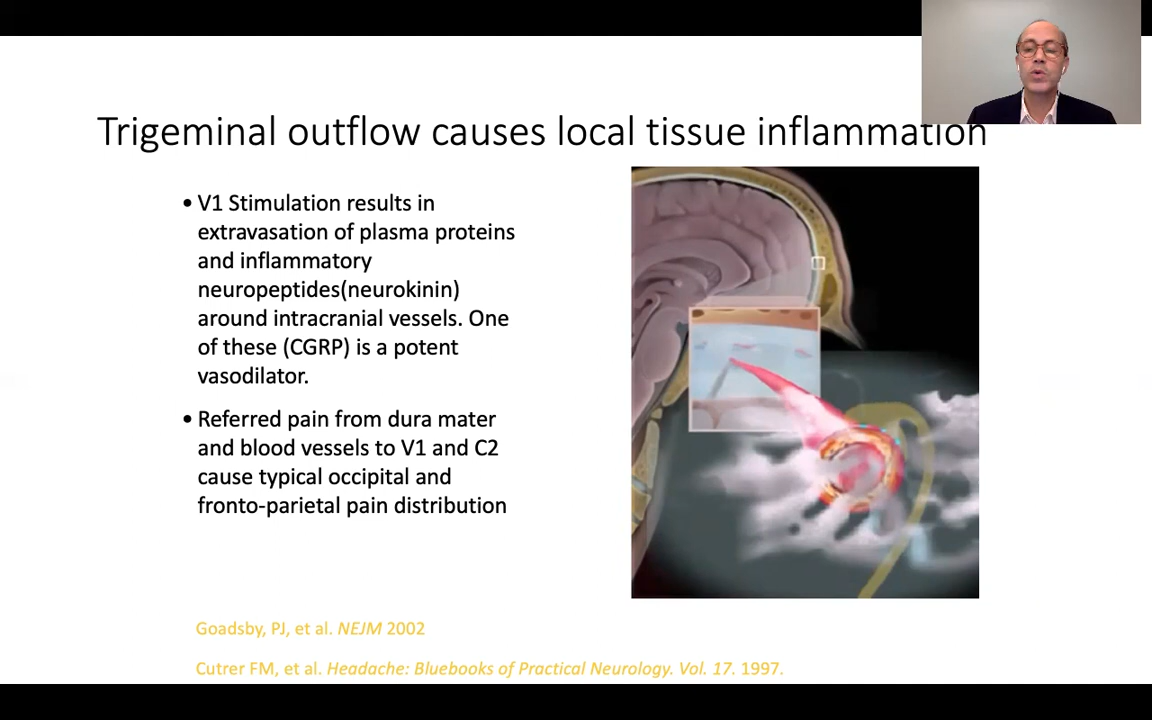 Trigeminal outflow causes local tissue inflammation
• V1 Stimulation results in
extravasation of plasma proteins
and inflammatory
neuropeptides(neurokinin)
around intracranial vessels. One
of these (CGRP) is a potent
vasodilator.
• Referred pain from dura mater
and blood vessels to V1 and C2
cause typical occipital and
fronto-parietal pain distribution
Goadsby, PJ, et al. NEJM 2002
Cutrer FM, et al. Headache: Bluebooks of Practical Neurology. Vol. 17. 1997.